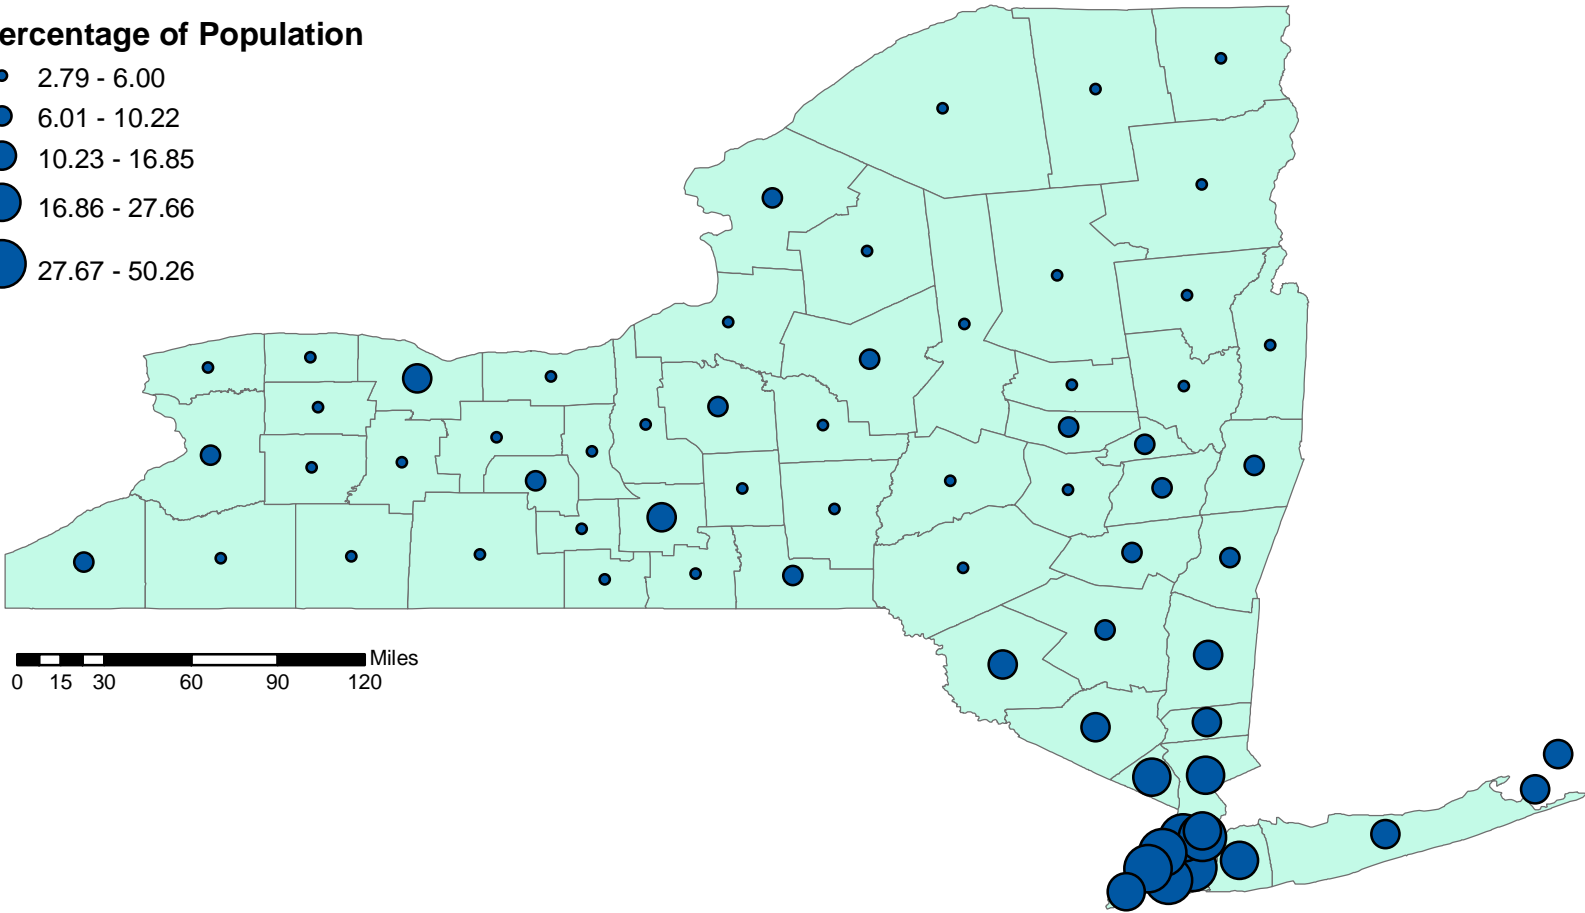 ercentage of Population
2.79 - 6.00
6.01 - 10.22
10.23 - 16.85
16.86 - 27.66
27.67 - 50.26
Miles
0 15 30 60 90 120